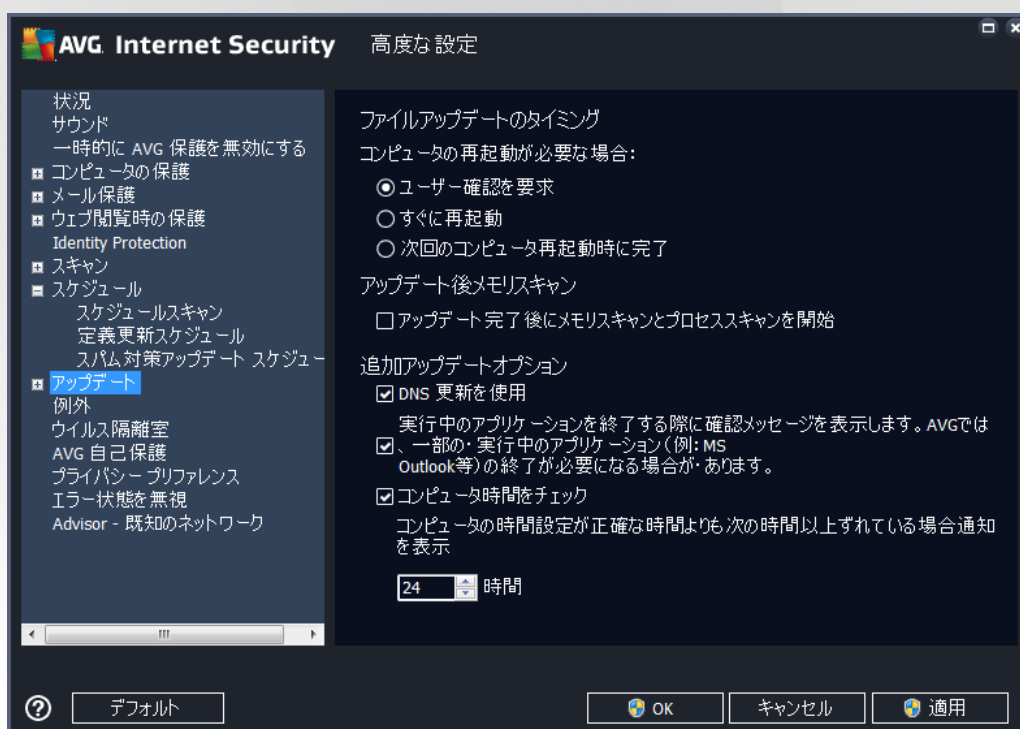 AVG. Internet Security 高度な設定
状況
サウンド
一時的に AVG 保護を無効にする
コンピュータの保護
メール保護
ウェブ閲覧時の保護
Identity Protection
スキャン
スケジュール
スケジュールスキャン
定義更新スケジュール
スパム対策アップデート スケジュー
アップデート
例外
ウイルス隔離室
AVG 自己保護
プライバシー プリファレンス
エラー状態を無視
Advisor - 既知のネットワーク
ファイルアップデートのタイミング
コンピュータの再起動が必要な場合:
ユーザー確認を要求
すぐに再起動
次回のコンピュータ再起動時に完了
アップデート後メモリスキャン
アップデート完了後にメモリスキャンとプロセススキャンを開始
追加アップデートオプション
DNS 更新を使用
実行中のアプリケーションを終了する際に確認メッセージを表示します。AVGでは
、一部の・実行中のアプリケーション(例: MS
Outlook等)の終了が必要になる場合が・あります。
コンピュータ時間をチェック
コンピュータの時間設定が正確な時間よりも次の時間以上ずれている場合通知
を表示
24 時間
? デフォルト OK キャンセル 適用